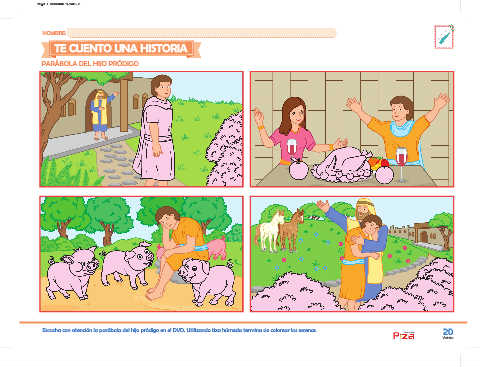 NOMBRE
TE CUENTO UNA HISTORIA
PARÁBOLA DEL HIJO PRÓDIGO
Escucha con atención la parábola del hijo pródigo en el DVD. Utilizando tiza húmeda termina de colorear las escenas.
20